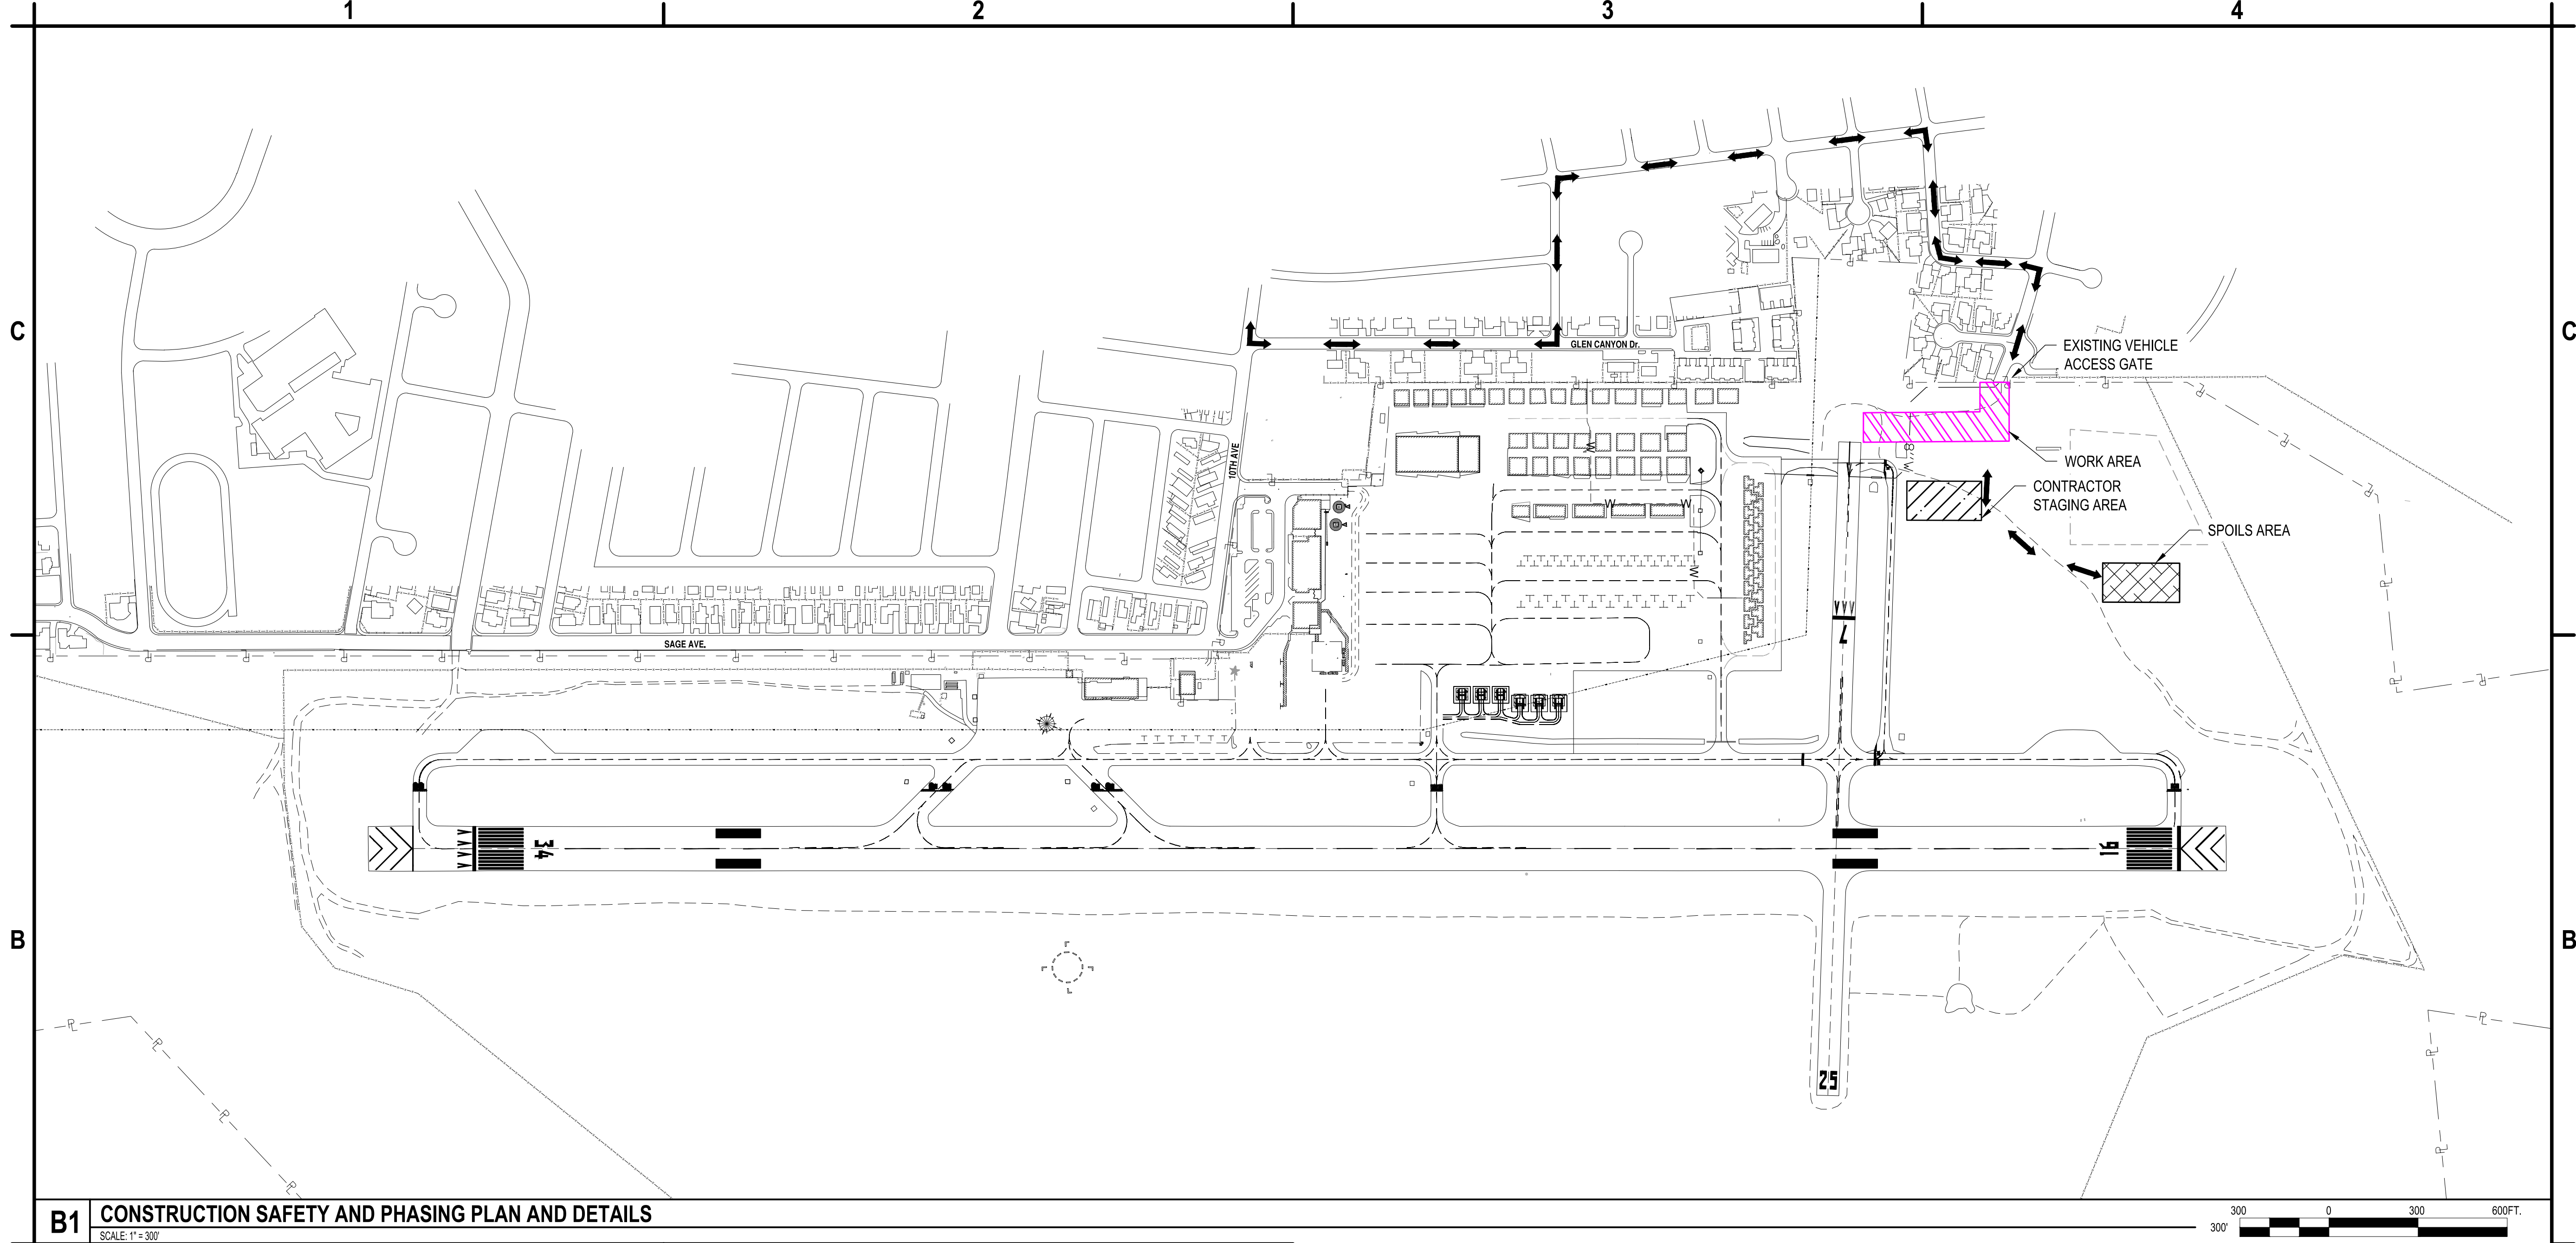 1 2 3 4
C C
GLEN CANYON Dr.
EXISTING VEHICLE
ACCESS GATE
10TH AVE
WORK AREA
CONTRACTOR
STAGING AREA
SPOILS AREA
W
W W
W
7
SAGE AVE.
34
16
B B
25
B1 CONSTRUCTION SAFETY AND PHASING PLAN AND DETAILS
SCALE: 1" = 300'
300 0 300 600FT.
300'